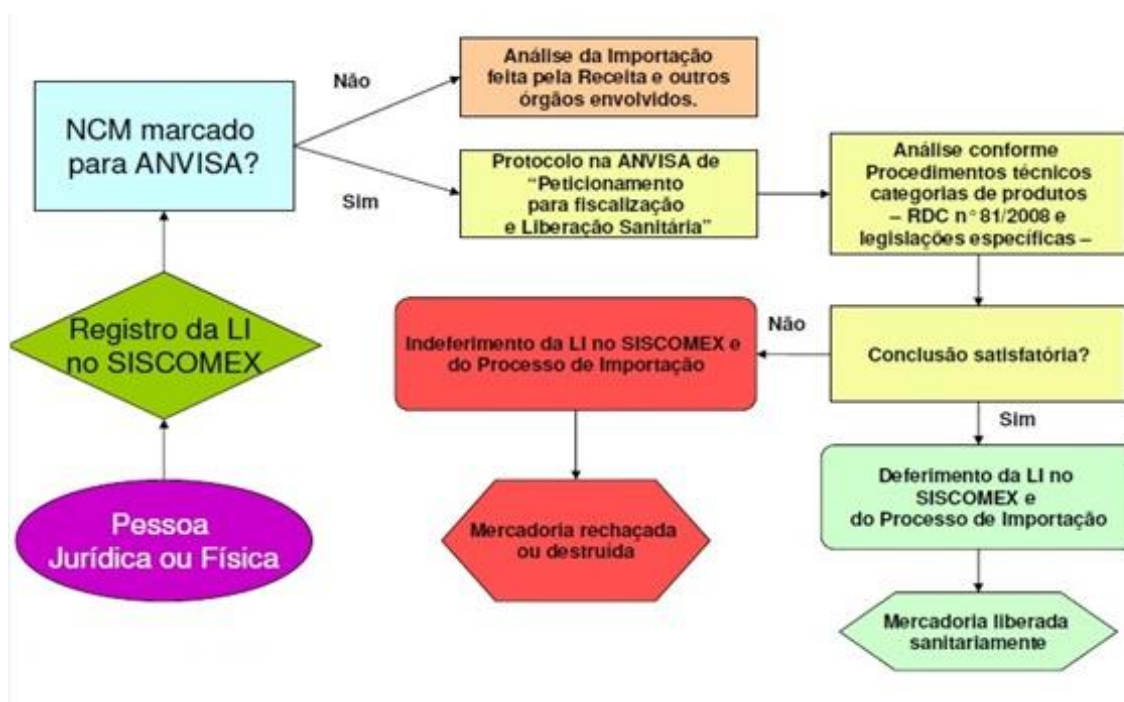 Pessoa
Jurídica ou Física
Registro da LI
no SISCOMEX
NCM marcado
para ANVISA?
Não
Análise da Importação
feita pela Receita e outros
órgãos envolvidos.
Sim
Protocolo na ANVISA de
“Peticionamento
para fiscalização
e Liberação Sanitária”
Análise conforme
Procedimentos técnicos
categorias de produtos
– RDC n° 81/2008 e
legislações específicas –
Conclusão satisfatória?
Não
Indeferimento da LI no SISCOMEX e
do Processo de Importação
Mercadoria rechaçada
ou destruida
Sim
Deferimento da LI no
SISCOMEX e
do Processo de Importação
Mercadoria liberada
sanitariamente